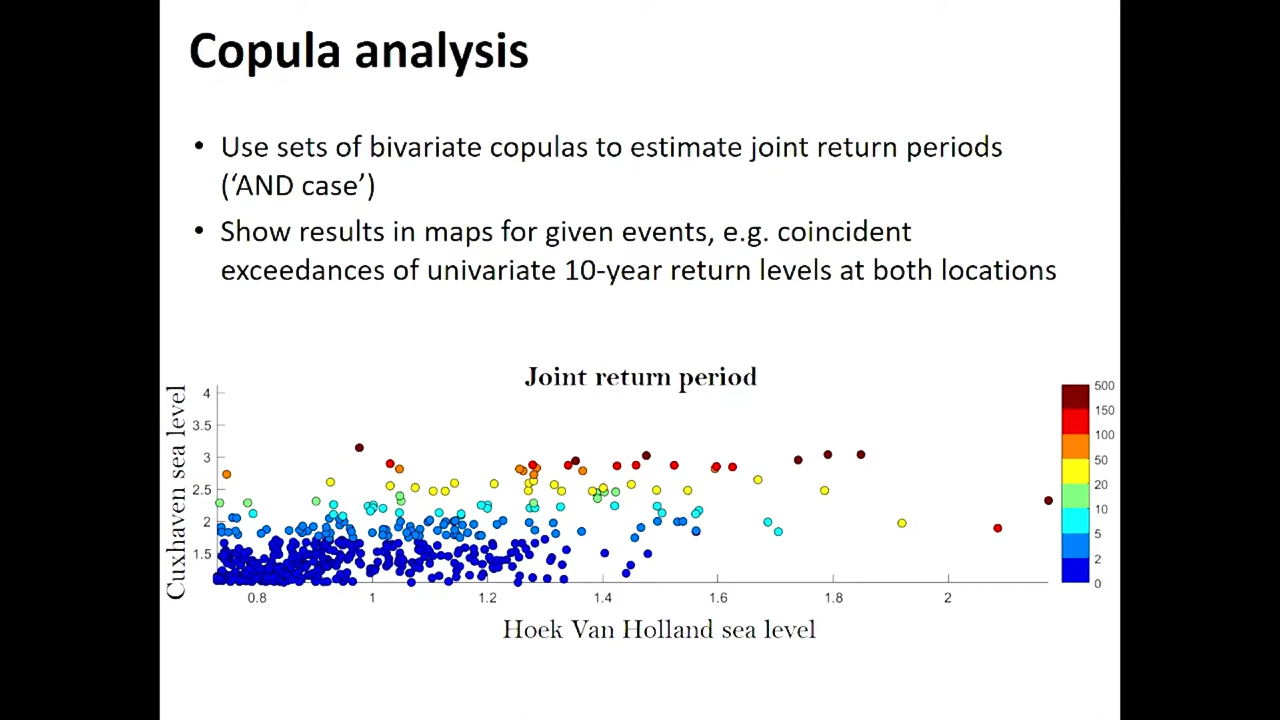 Copula analysis
• Use sets of bivariate copulas to estimate joint return periods
(‘AND case’)
• Show results in maps for given events, e.g. coincident
exceedances of univariate 10-year return levels at both locations
Joint return period
Cuxhaven sea level
4
3.5
3
2.5
2
1.5
0.8
1
1.2
1.4
1.6
1.8
2
Hoek Van Holland sea level
500
150
100
50
20
10
5
2
0